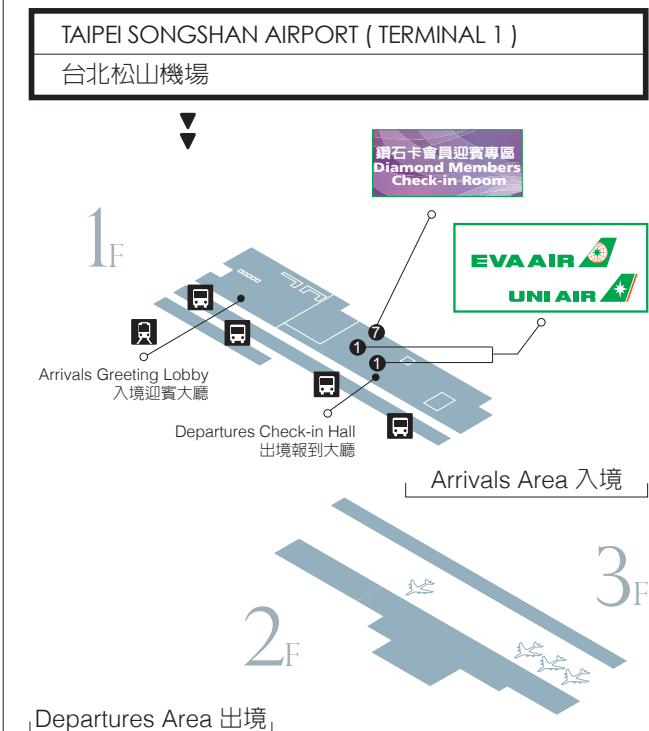 TAIPEI SONGSHAN AIRPORT ( TERMINAL 1 )
台北松山機場
鑽石卡會員迎賓專區
Diamond Members
Check-in Room
1F
EVA AIR
UNI AIR
7
1
1
Arrivals Greeting Lobby
入境迎賓大廳
Departures Check-in Hall
出境報到大廳
Arrivals Area 入境
3F
2F
Departures Area 出境